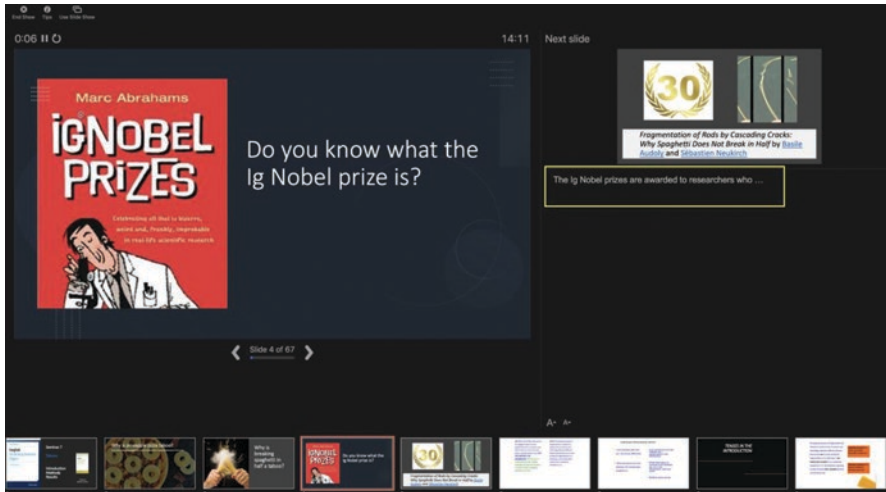 End Show Tips Use Slide Show
0:06
14:11
Next slide
Marc Abrahams
iGNOBEL
PRiZES
Celebrating all that is bizarre,
weird and, frankly, improbable
in real-life scientific research
Do you know what the
Ig Nobel prize is?
30
Fragmentation of Rods by Cascading Cracks:
Why Spaghetti Does Not Break in Half by Basile
Audoly and Sébastien Neukirch
The Ig Nobel prizes are awarded to researchers who …
Slide 4 of 67
Why is
breaking
spaghetti in
half a taboo?
iGNOBEL
PRiZES
Do you know what the
Ig Nobel prize is?
30
TENSES IN THE
INTRODUCTION